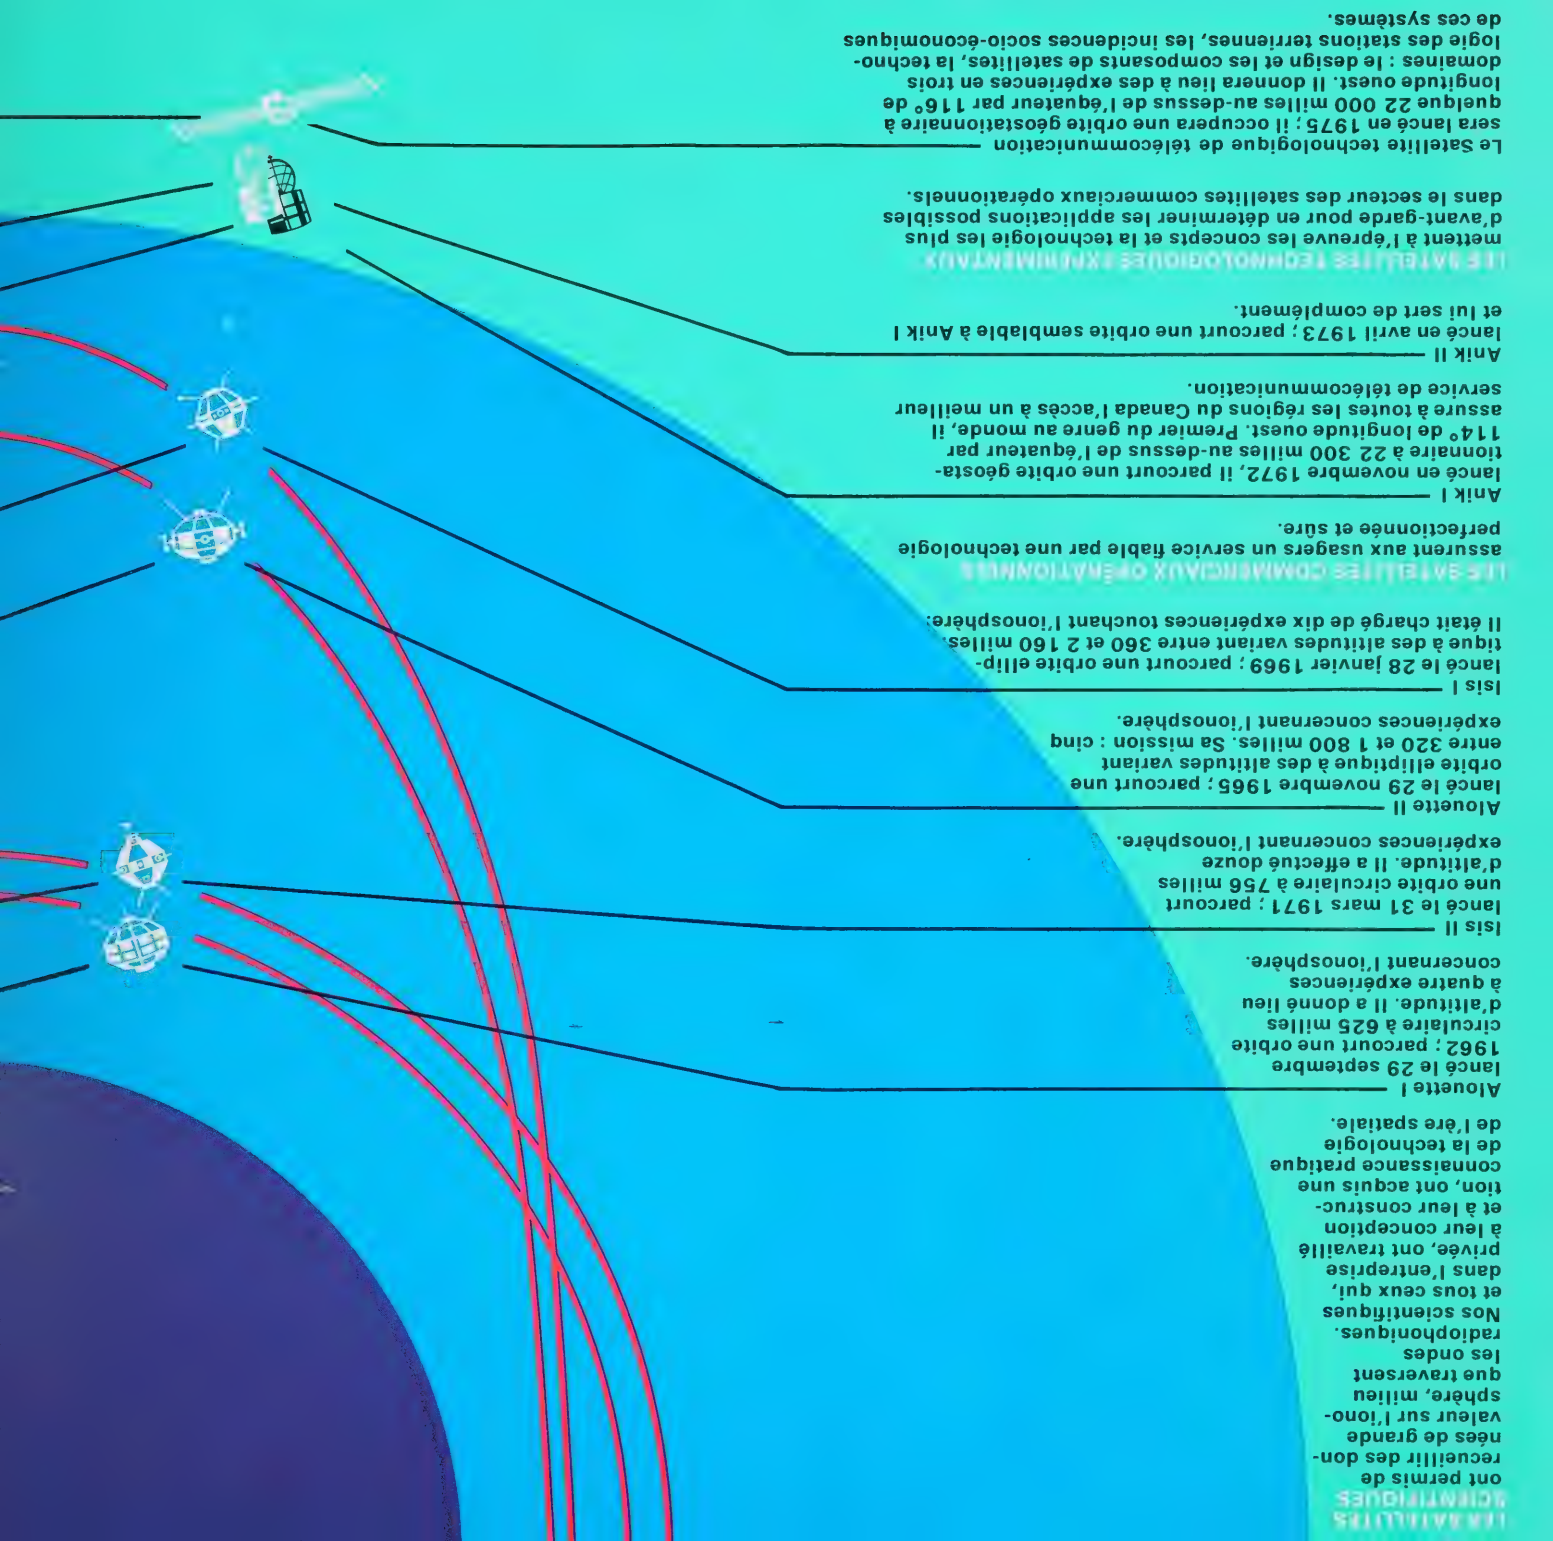 LES SATELLITES
SCIENTIFIQUES
ont permis de
recueillir des don-
nées de grande
valeur sur l'iono-
sphère, milieu
que traversent
les ondes
radiophoniques.
Nos scientifiques
et tous ceux qui,
dans l'entreprise
privée, ont travaillé
à leur conception
et à leur construc-
tion, ont acquis une
connaissance pratique
de la technologie
de l'ère spatiale.
Alouette I
lancé le 29 septembre
1962 ; parcourt une orbite
circulaire à 625 milles
d'altitude. Il a donné lieu
à quatre expériences
concernant l'ionosphère.
Isis II
lancé le 31 mars 1971 ; parcourt
une orbite circulaire à 756 milles
d'altitude. Il a effectué douze
expériences concernant l'ionosphère.
Alouette II
lancé le 29 novembre 1965 ; parcourt une
orbite elliptique à des altitudes variant
entre 320 et 1 800 milles. Sa mission : cinq
expériences concernant l'ionosphère.
Isis I
lancé le 28 janvier 1969 ; parcourt une orbite ellip-
tique à des altitudes variant entre 360 et 2 160 milles.
Il était chargé de dix expériences touchant l'ionosphère.
LES SATELLITES COMMERCIAUX OPÉRATIONNELS
assurent aux usagers un service fiable par une technologie
perfectionnée et sûre.
Anik I
lancé en novembre 1972, il parcourt une orbite géosta-
tionnaire à 22 300 milles au-dessus de l'équateur par
114° de longitude ouest. Premier du genre au monde, il
assure à toutes les régions du Canada l'accès à un meilleur
service de télécommunication.
Anik II
lancé en avril 1973 ; parcourt une orbite semblable à Anik I
et lui sert de complément.
LES SATELLITES TECHNOLOGIQUES EXPÉRIMENTAUX
mettent à l'épreuve les concepts et la technologie les plus
d'avant-garde pour en déterminer les applications possibles
dans le secteur des satellites commerciaux opérationnels.
Le Satellite technologique de télécommunication
sera lancé en 1975 ; il occupera une orbite géostationnaire à
quelque 22 000 milles au-dessus de l'équateur par 116° de
longitude ouest. Il donnera lieu à des expériences en trois
domaines : le design et les composants de satellites, la techno-
logie des stations terriennes, les incidences socio-économiques
de ces systèmes.